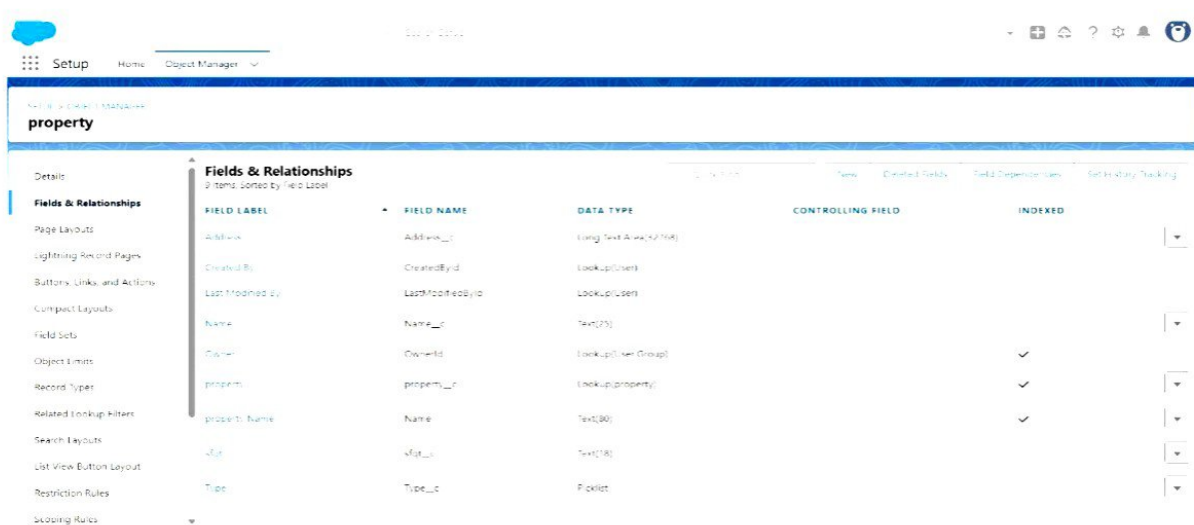 Setup Home Object Manager
SETUP > OBJECT MANAGER
property
Details
Fields & Relationships
Page Layouts
Lightning Record Pages
Buttons, Links, and Actions
Compact Layouts
Field Sets
Object Limits
Record Types
Related Lookup Filters
Search Layouts
List View Button Layout
Restriction Rules
Scoping Rules
Fields & Relationships
9 Items, Sorted by Field Label
New Deleted Fields Field Dependencies Set History Tracking
FIELD LABEL FIELD NAME DATA TYPE CONTROLLING FIELD INDEXED
Address Address__c Long Text Area(32768)
Created By CreatedById Lookup(User)
Last Modified By LastModifiedById Lookup(User)
Name Name__c Text(25)
Owner OwnerId Lookup(User,Group)
property property__c Lookup(property)
property Name Name Text(80)
Text(18)
Type Type__c Picklist